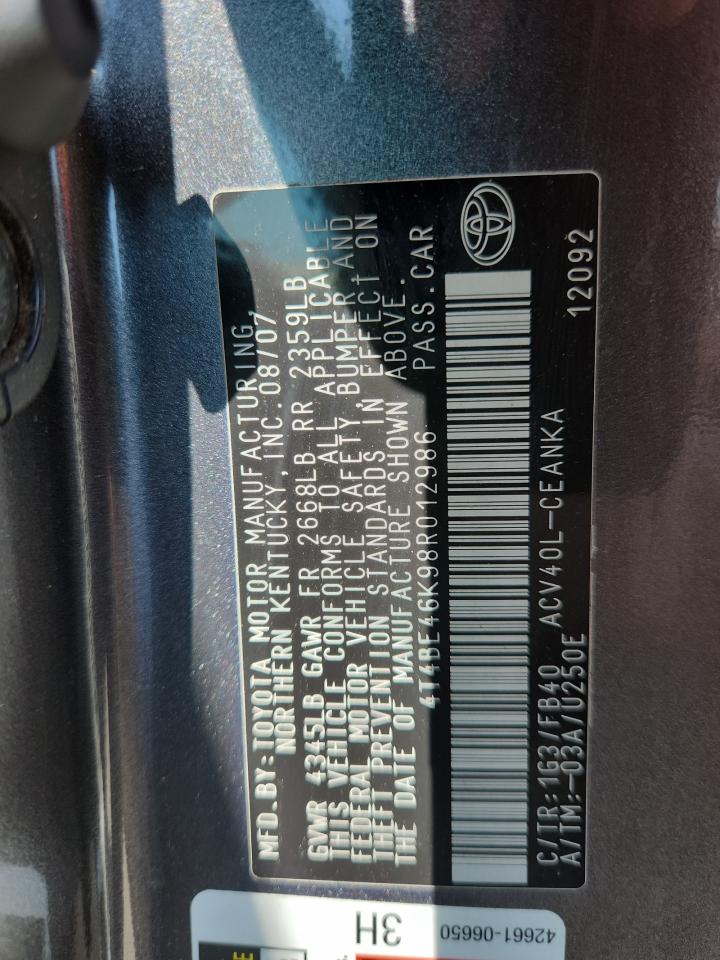 MFD.BY:TOYOTA MOTOR MANUFACTURING,
NORTHERN KENTUCKY, INC. 08/07
GVWR 4345LB GAWR FR 2668LB RR 2359LB
THIS VEHICLE CONFORMS TO ALL APPLICABLE
FEDERAL MOTOR VEHICLE SAFETY, BUMPER, AND
THEFT PREVENTION STANDARDS IN EFFECT ON
THE DATE OF MANUFACTURE SHOWN ABOVE.
4T4BE46K98R012986 PASS.CAR
C/TR: 1G3/FB40 ACV40L-CEANKA 12092
A/TM:-03A/U250E
42661-06650
3H